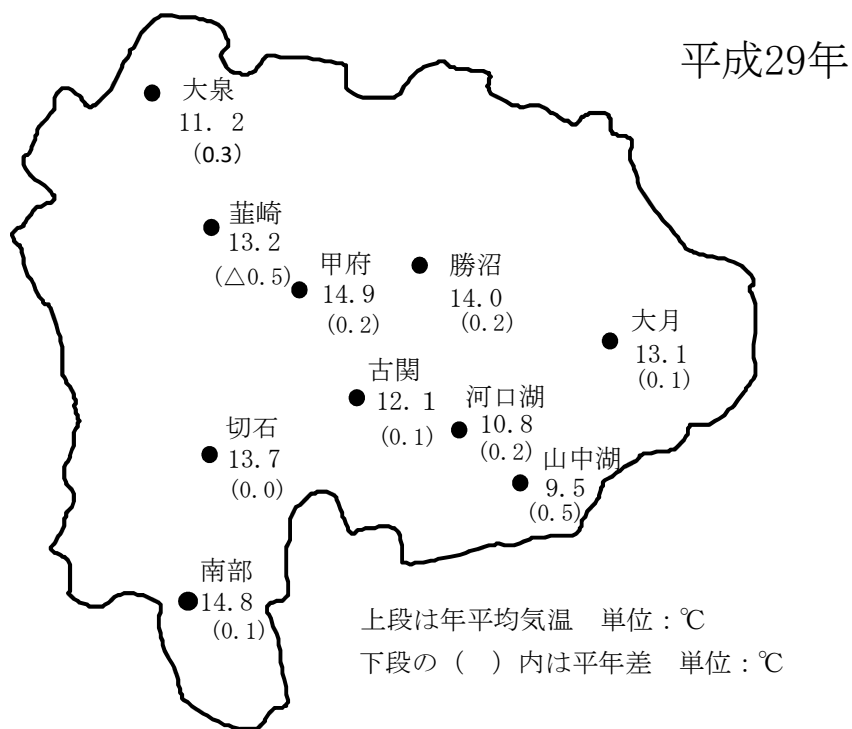 平成29年
大泉
11. 2
(0.3)
韮崎
13.2
(△0.5)
甲府
14.9
(0.2)
勝沼
14.0
(0.2)
大月
13.1
(0.1)
古関
12. 1
(0.1)
河口湖
10.8
(0.2)
切石
13.7
(0.0)
山中湖
9.5
(0.5)
南部
14.8
(0.1)
上段は年平均気温　単位：℃
下段の（　）内は平年差　単位：℃